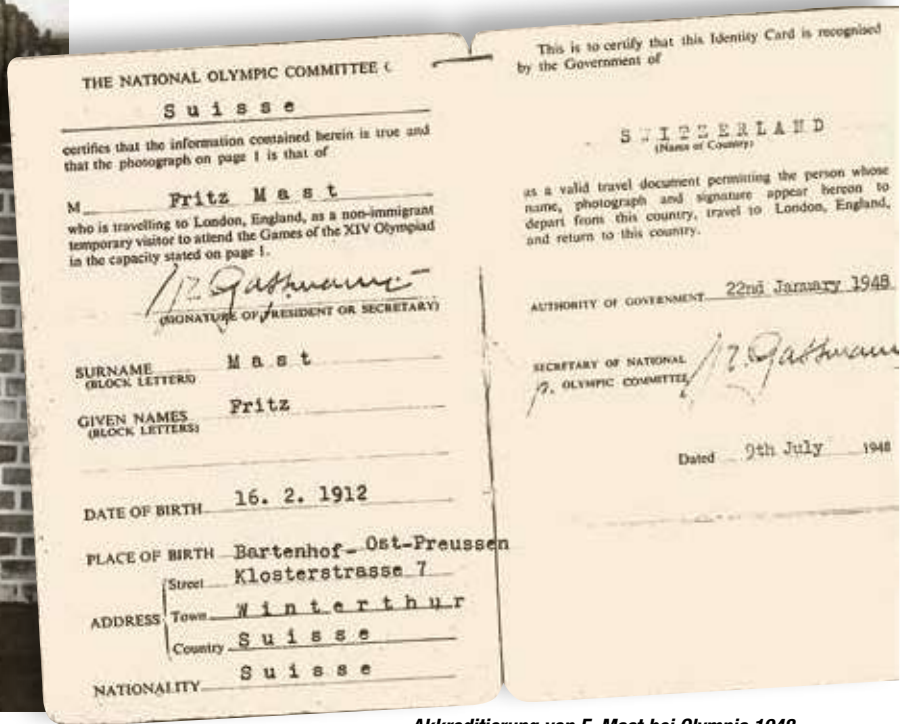 THE NATIONAL OLYMPIC COMMITTEE (
Suisse
certifies that the information contained herein is true and
that the photograph on page 1 is that of
M Fritz Mast
who is travelling to London, England, as a non-immigrant
temporary visitor to attend the Games of the XIV Olympiad
in the capacity stated on page 1.
(SIGNATURE OF PRESIDENT OR SECRETARY)
SURNAME Mast
(BLOCK LETTERS)
GIVEN NAMES Fritz
(BLOCK LETTERS)
DATE OF BIRTH 16. 2. 1912
PLACE OF BIRTH Bartenhof-Ost-Preussen
ADDRESS
Street Klosterstrasse 7
Town Winterthur
Country Suisse
NATIONALITY Suisse
This is to certify that this Identity Card is recognised
by the Government of
SWITZERLAND
(Name of Country)
as a valid travel document permitting the person whose
name, photograph and signature appear hereon to
depart from this country, travel to London, England,
and return to this country.
AUTHORITY OF GOVERNMENT 22nd January 1948
SECRETARY OF NATIONAL
p. OLYMPIC COMMITTEE
Dated 9th July 1948
Akkreditierung von F. Mast bei Olympia 1948